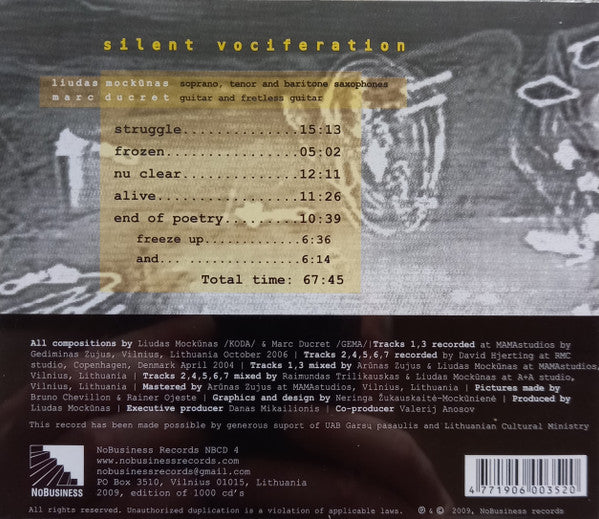 silent vociferation
liudas mockūnas soprano, tenor and baritone saxophones
marc ducret guitar and fretless guitar
struggle..............15:13
frozen................05:02
nu clear..............12:11
alive.................11:26
end of poetry.........10:39
freeze up............6:36
and... ..............6:14
Total time: 67:45
All compositions by Liudas Mockūnas /KODA/ & Marc Ducret /GEMA/|Tracks 1,3 recorded at MAMAstudios by
Gediminas Zujus, Vilnius, Lithuania October 2006 | Tracks 2,4,5,6,7 recorded by David Hjerting at RMC
studio, Copenhagen, Denmark April 2004 | Tracks 1,3 mixed by Arūnas Zujus & Liudas Mockūnas at MAMAstudios,
Vilnius, Lithuania | Tracks 2,4,5,6,7 mixed by Raimundas Trilikauskas & Liudas Mockūnas at A+A studio,
Vilnius, Lithuania | Mastered by Arūnas Zujus at MAMAstudios, Vilnius, Lithuania | Pictures made by
Bruno Chevillon & Rainer Ojeste | Graphics and design by Neringa Žukauskaitė-Mockūnienė | Produced by
Liudas Mockūnas | Executive producer Danas Mikailionis | Co-producer Valerij Anosov
This record has been made possible by generous suport of UAB Garsų pasaulis and Lithuanian Cultural Ministry
NoBusiness Records NBCD 4
www.nobusinessrecords.com
nobusinessrecords@gmail.com
PO Box 3510, Vilnius 01015, Lithuania
2009, edition of 1000 cd's
NOBUSINESS
4 771906 003520
All rights reserved. Unauthorized duplication is a violation of applicable laws. ℗ & © 2009, NoBusiness records